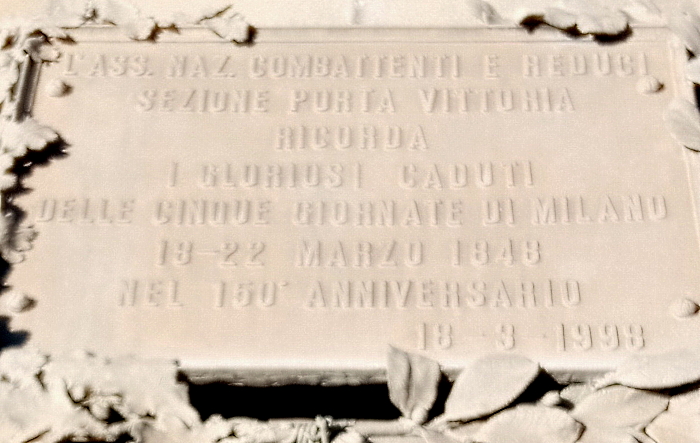 L'ASS. NAZ. COMBATTENTI E REDUCI
SEZIONE PORTA VITTORIA
RICORDA
I GLORIOSI CADUTI
DELLE CINQUE GIORNATE DI MILANO
18-22 MARZO 1848
NEL 150° ANNIVERSARIO
18-3-1998